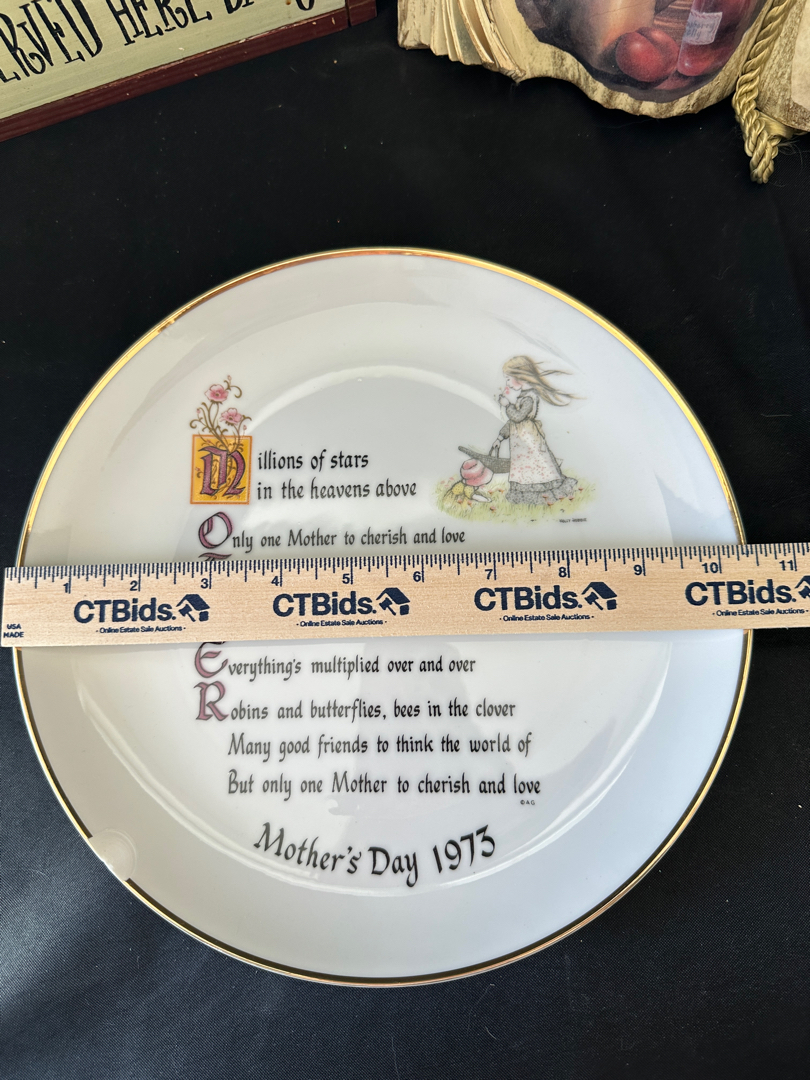 ERVED HERE
Millions of stars
in the heavens above
Only one Mother to cherish and love
1 2 3 4 5 6 7 8 9 10 11
CTBids. CTBids. CTBids. CTBids.
- Online Estate Sale Auctions - - Online Estate Sale Auctions - - Online Estate Sale Auctions - - Online Estate Sale Auctions
USA
MADE
Everything's multiplied over and over
Robins and butterflies, bees in the clover
Many good friends to think the world of
But only one Mother to cherish and love
© A G
Mother's Day 1973